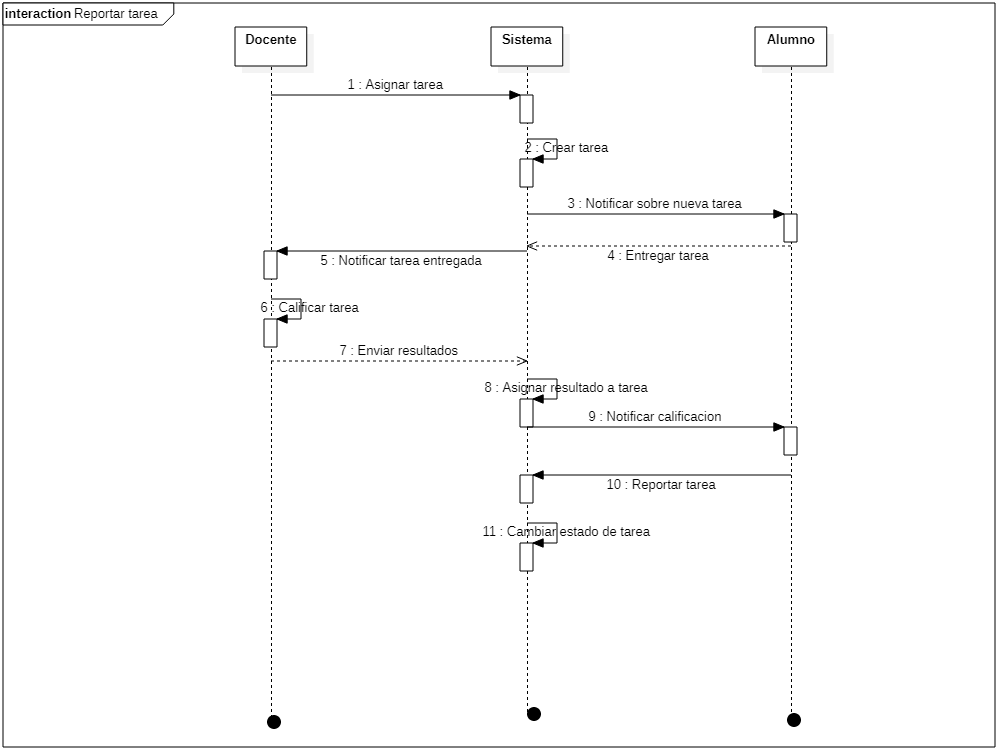 interaction Reportar tarea
Docente
Sistema
Alumno
1 : Asignar tarea
2 : Crear tarea
3 : Notificar sobre nueva tarea
4 : Entregar tarea
5 : Notificar tarea entregada
6 : Calificar tarea
7 : Enviar resultados
8 : Asignar resultado a tarea
9 : Notificar calificacion
10 : Reportar tarea
11 : Cambiar estado de tarea